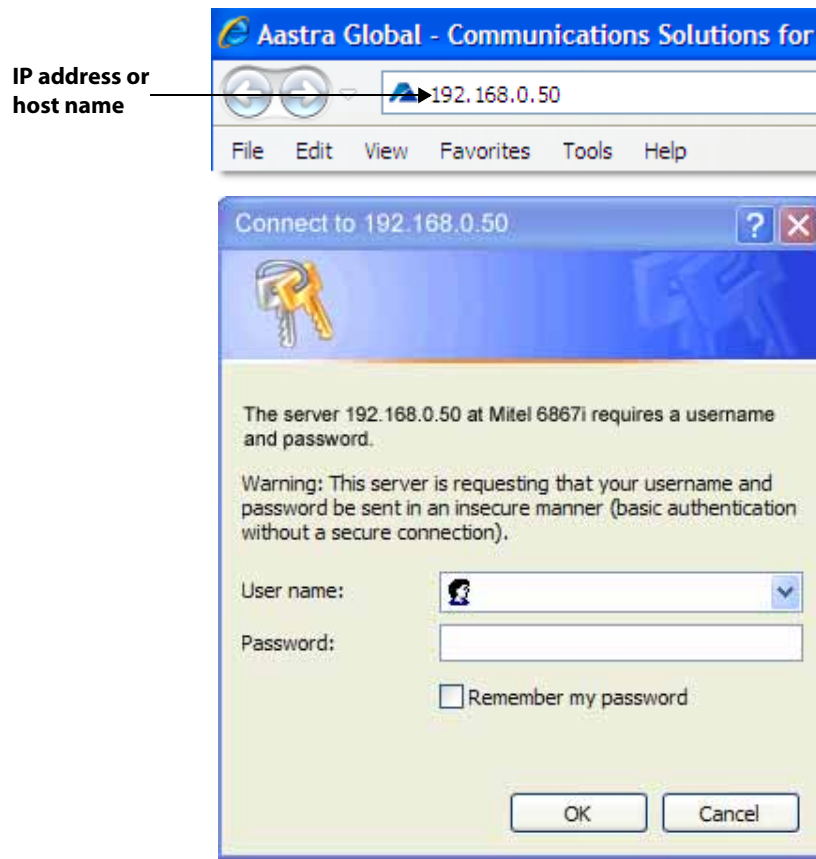 Aastra Global - Communications Solutions for
IP address or
host name
192.168.0.50
File Edit View Favorites Tools Help
Connect to 192.168.0.50
?
The server 192.168.0.50 at Mitel 6867i requires a username
and password.
Warning: This server is requesting that your username and
password be sent in an insecure manner (basic authentication
without a secure connection).
User name:
Password:
Remember my password
OK Cancel